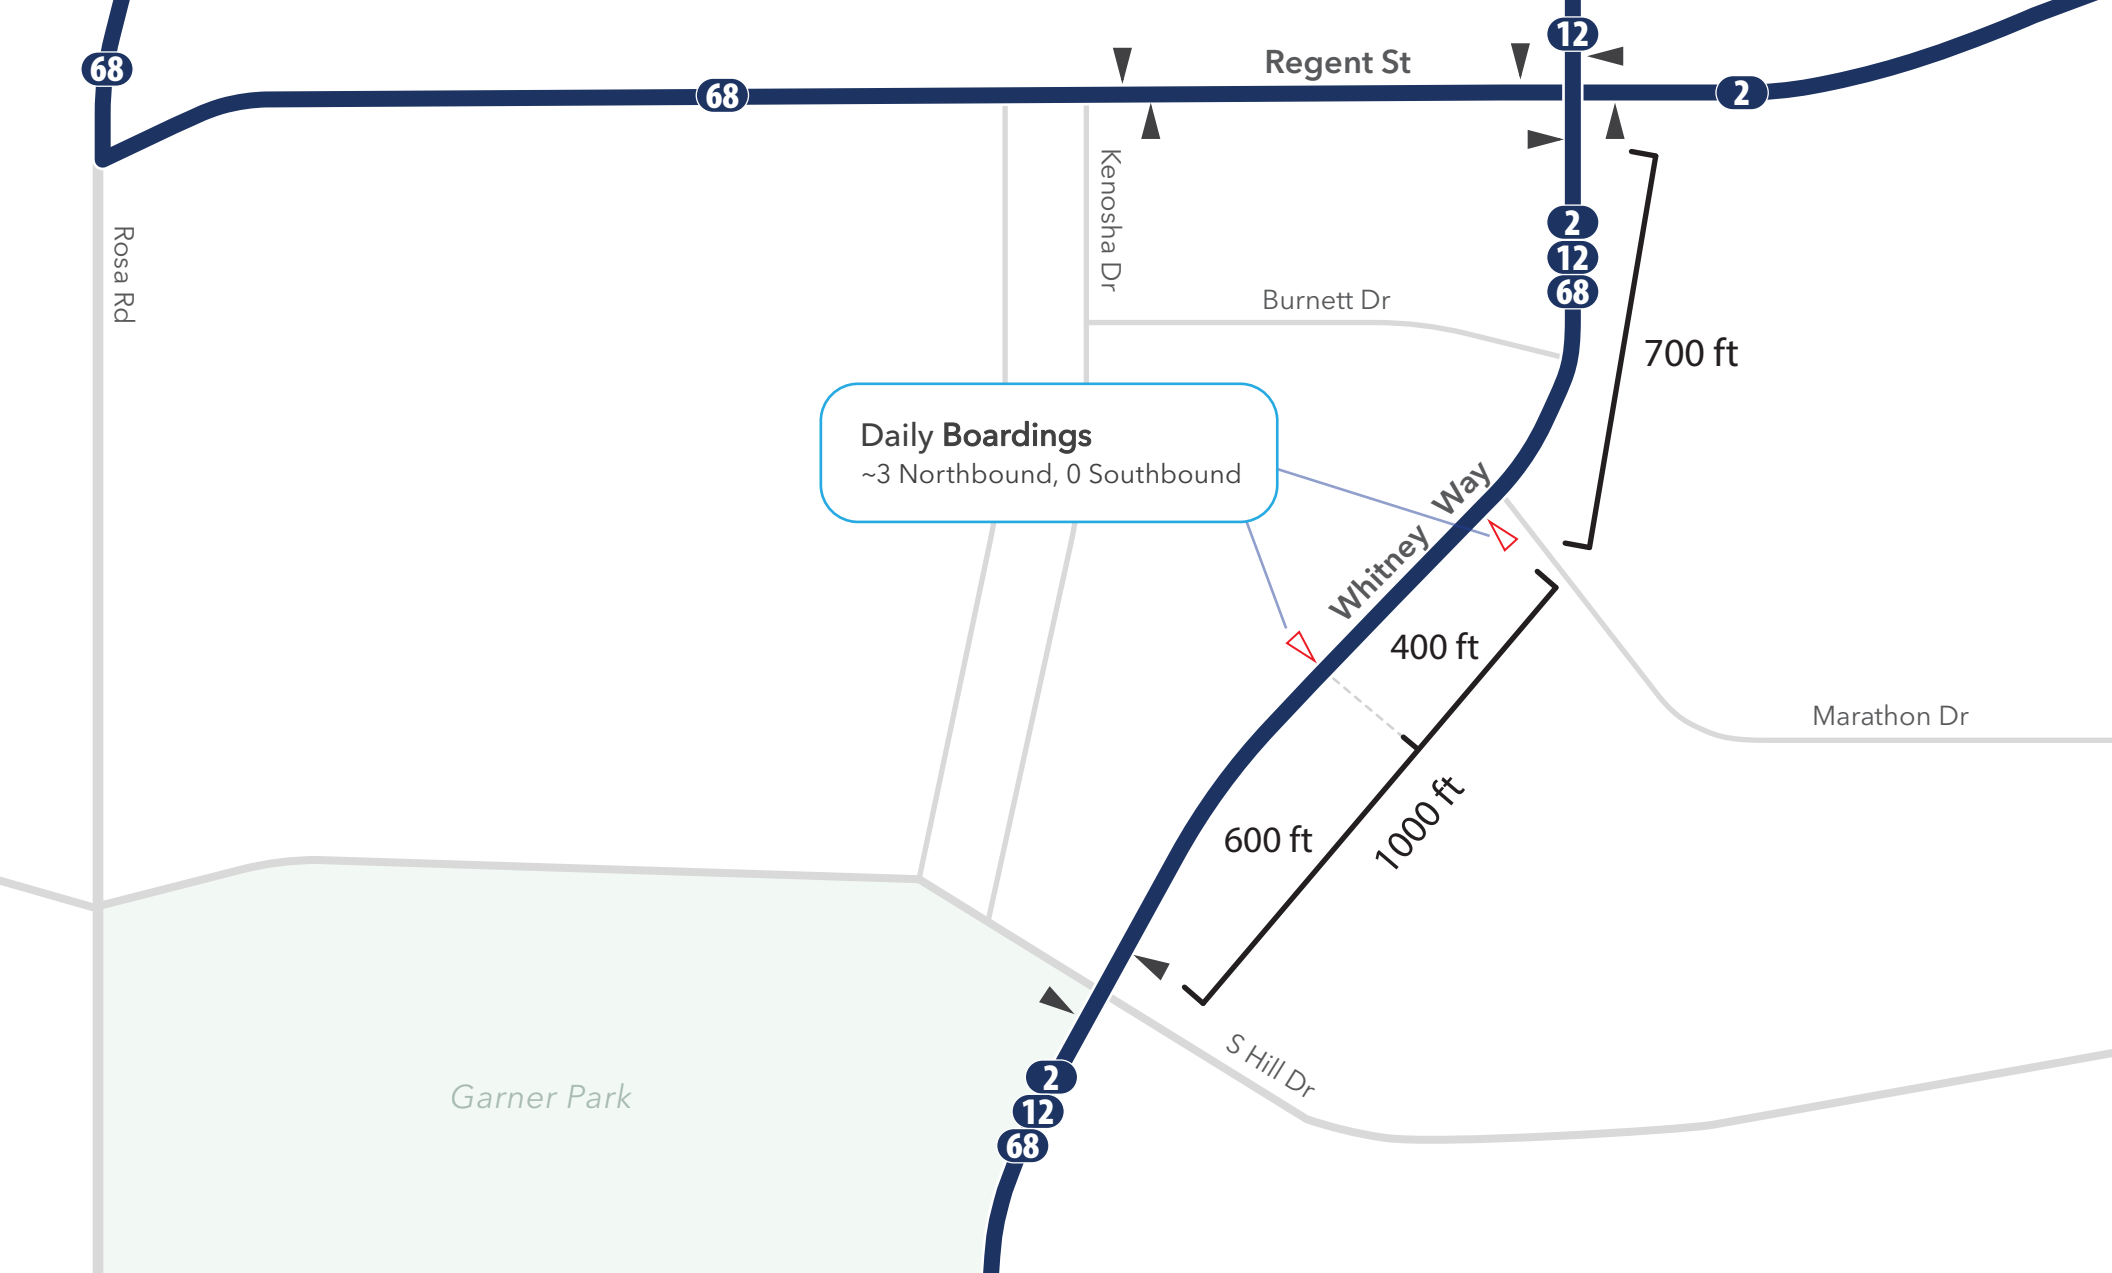 12
Regent St
68
68
2
Kenosha Dr
2
12
68
Rosa Rd
Burnett Dr
700 ft
Daily Boardings
~3 Northbound, 0 Southbound
Whitney Way
400 ft
Marathon Dr
600 ft
1000 ft
S Hill Dr
Garner Park
2
12
68